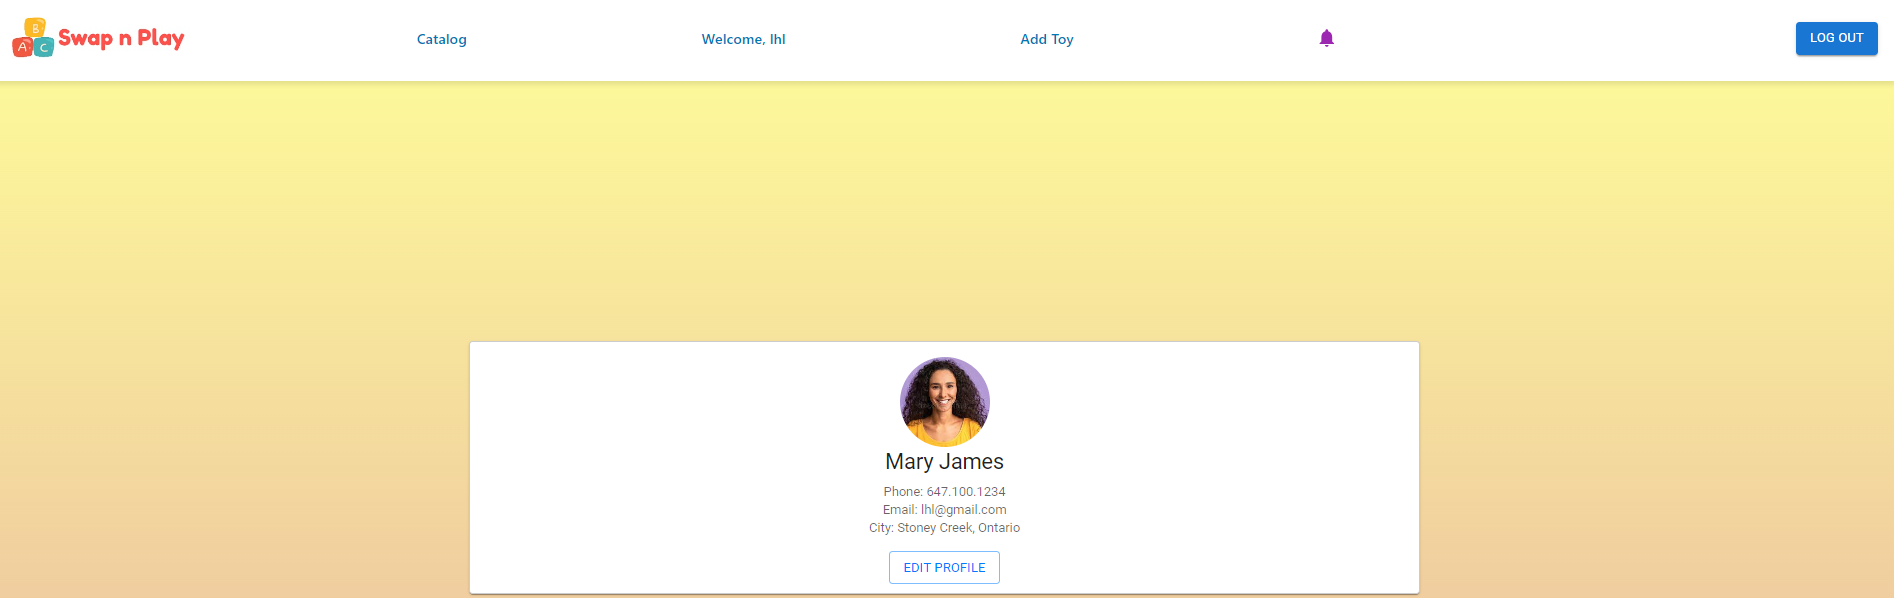 B
A C
Swap n Play
Catalog
Welcome, lhl
Add Toy
LOG OUT
Mary James
Phone: 647.100.1234
Email: lhl@gmail.com
City: Stoney Creek, Ontario
EDIT PROFILE